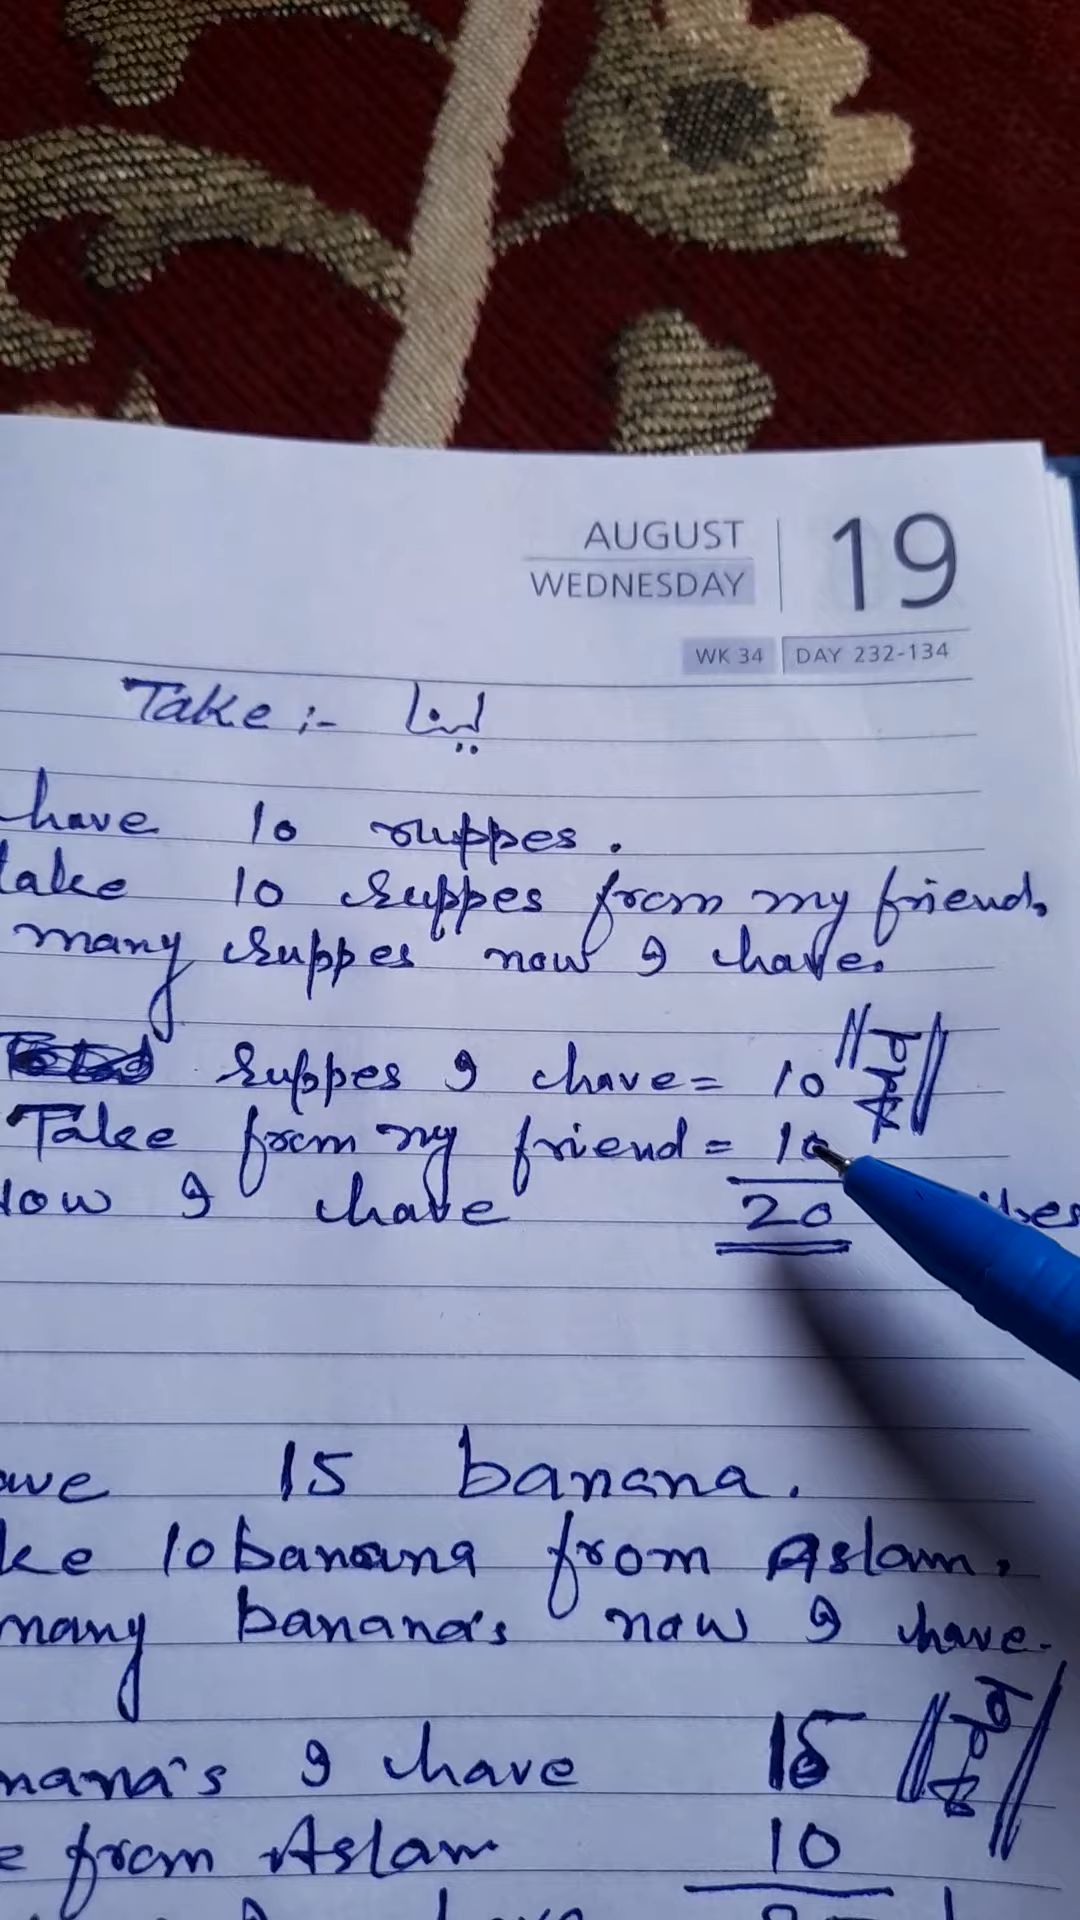 AUGUST
WEDNESDAY
19
WK 34 DAY 232-134
Take :- لینا
have 10 ruppes.
take 10 ruppes from my friend,
many ruppes now I have.
ruppes I have = 10
Take from my friend = 10
Now I have 20
15 banana.
10 banana from Aslam,
many banana's now I have.
nana's I have 15
from Aslam 10